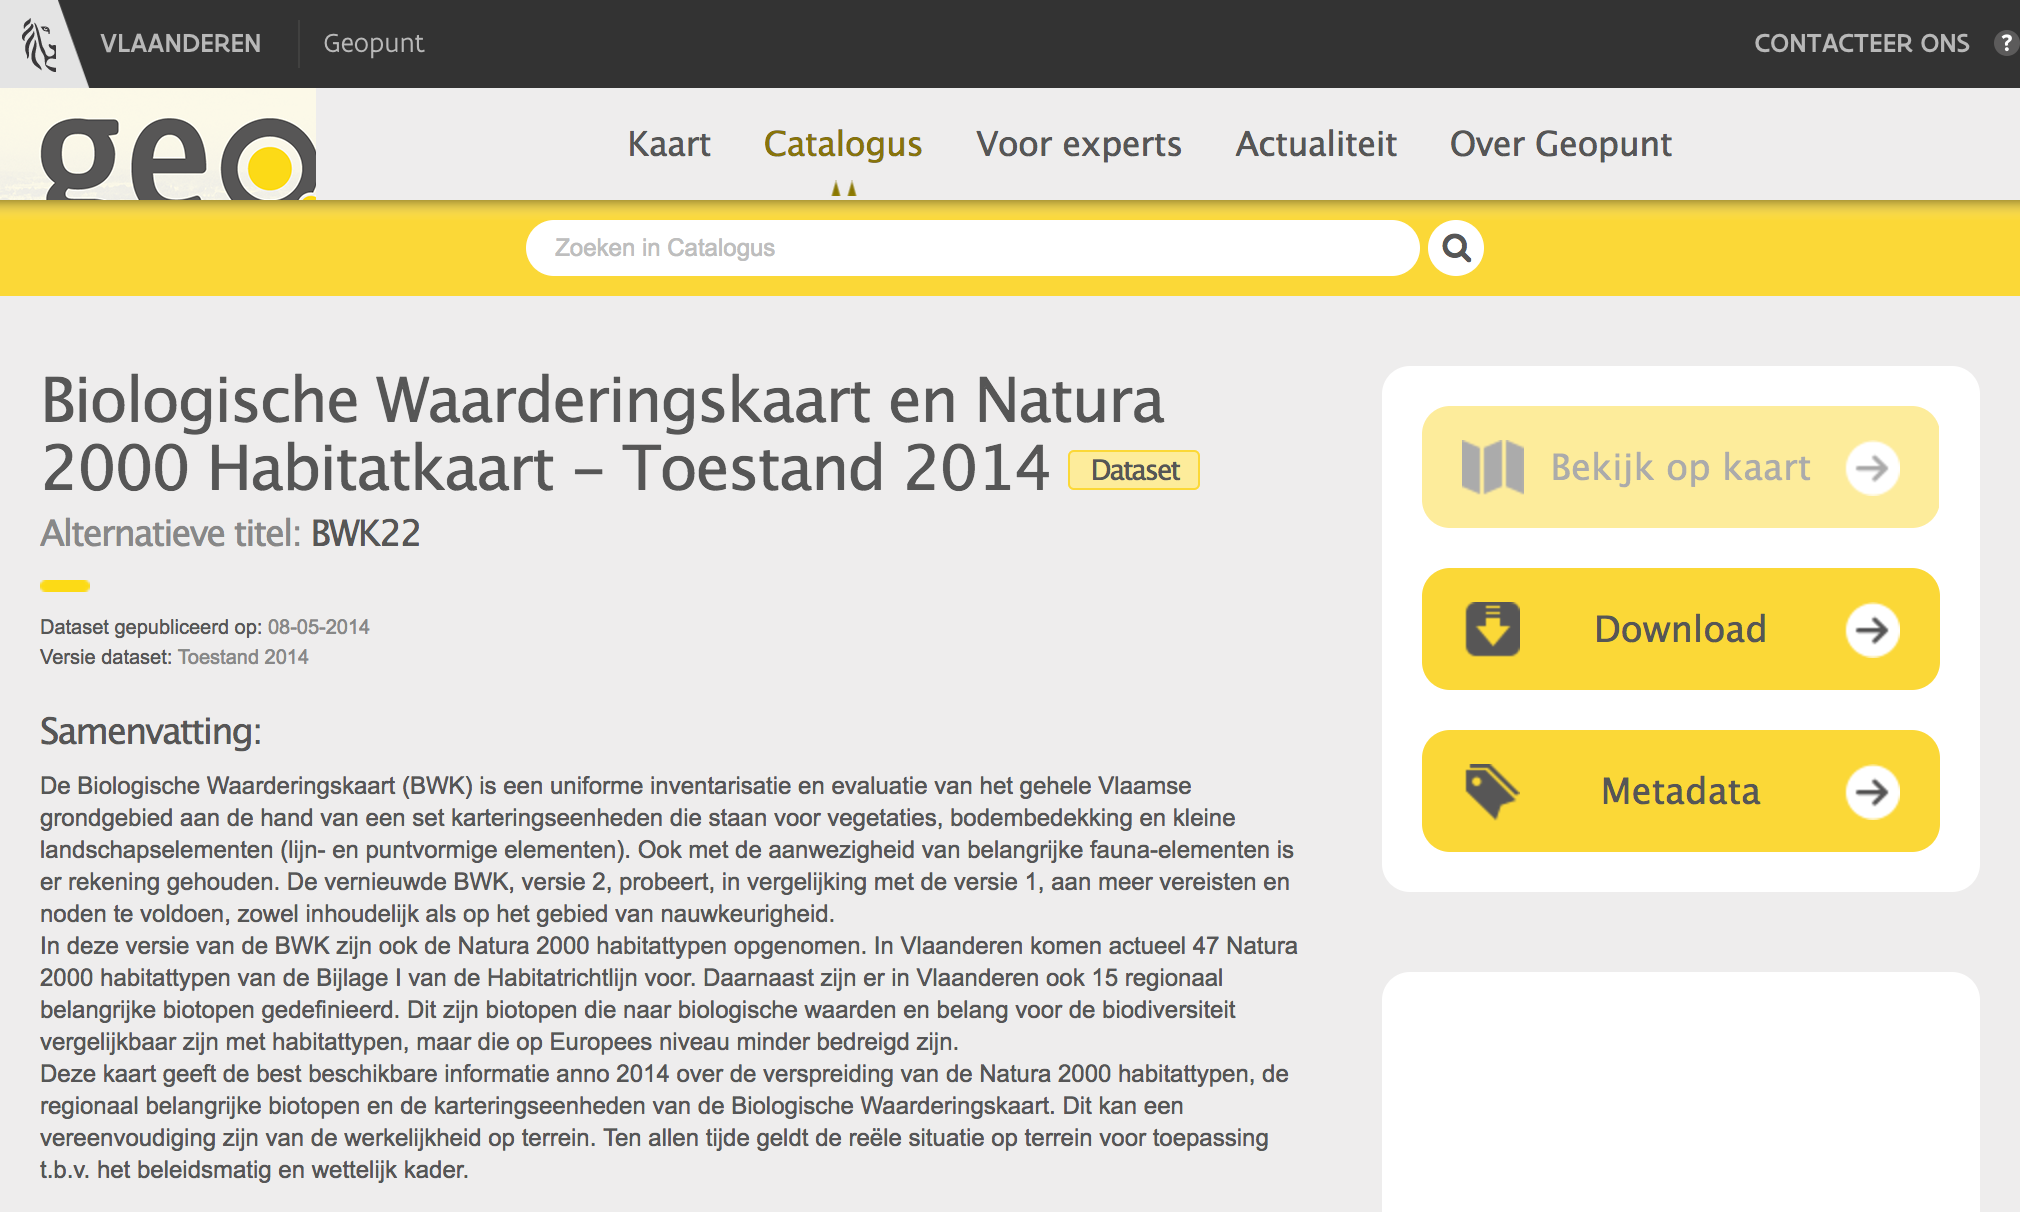 VLAANDEREN
Geopunt
CONTACTEER ONS
?
geo
Kaart
Catalogus
Voor experts
Actualiteit
Over Geopunt
Zoeken in Catalogus
Biologische Waarderingskaart en Natura
2000 Habitatkaart – Toestand 2014 Dataset
Alternatieve titel: BWK22
Dataset gepubliceerd op: 08-05-2014
Versie dataset: Toestand 2014
Samenvatting:
De Biologische Waarderingskaart (BWK) is een uniforme inventarisatie en evaluatie van het gehele Vlaamse
grondgebied aan de hand van een set karteringseenheden die staan voor vegetaties, bodembedekking en kleine
landschapselementen (lijn- en puntvormige elementen). Ook met de aanwezigheid van belangrijke fauna-elementen is
er rekening gehouden. De vernieuwde BWK, versie 2, probeert, in vergelijking met de versie 1, aan meer vereisten en
noden te voldoen, zowel inhoudelijk als op het gebied van nauwkeurigheid.
In deze versie van de BWK zijn ook de Natura 2000 habitattypen opgenomen. In Vlaanderen komen actueel 47 Natura
2000 habitattypen van de Bijlage I van de Habitatrichtlijn voor. Daarnaast zijn er in Vlaanderen ook 15 regionaal
belangrijke biotopen gedefinieerd. Dit zijn biotopen die naar biologische waarden en belang voor de biodiversiteit
vergelijkbaar zijn met habitattypen, maar die op Europees niveau minder bedreigd zijn.
Deze kaart geeft de best beschikbare informatie anno 2014 over de verspreiding van de Natura 2000 habitattypen, de
regionaal belangrijke biotopen en de karteringseenheden van de Biologische Waarderingskaart. Dit kan een
vereenvoudiging zijn van de werkelijkheid op terrein. Ten allen tijde geldt de reële situatie op terrein voor toepassing
t.b.v. het beleidsmatig en wettelijk kader.
Bekijk op kaart
Download
Metadata